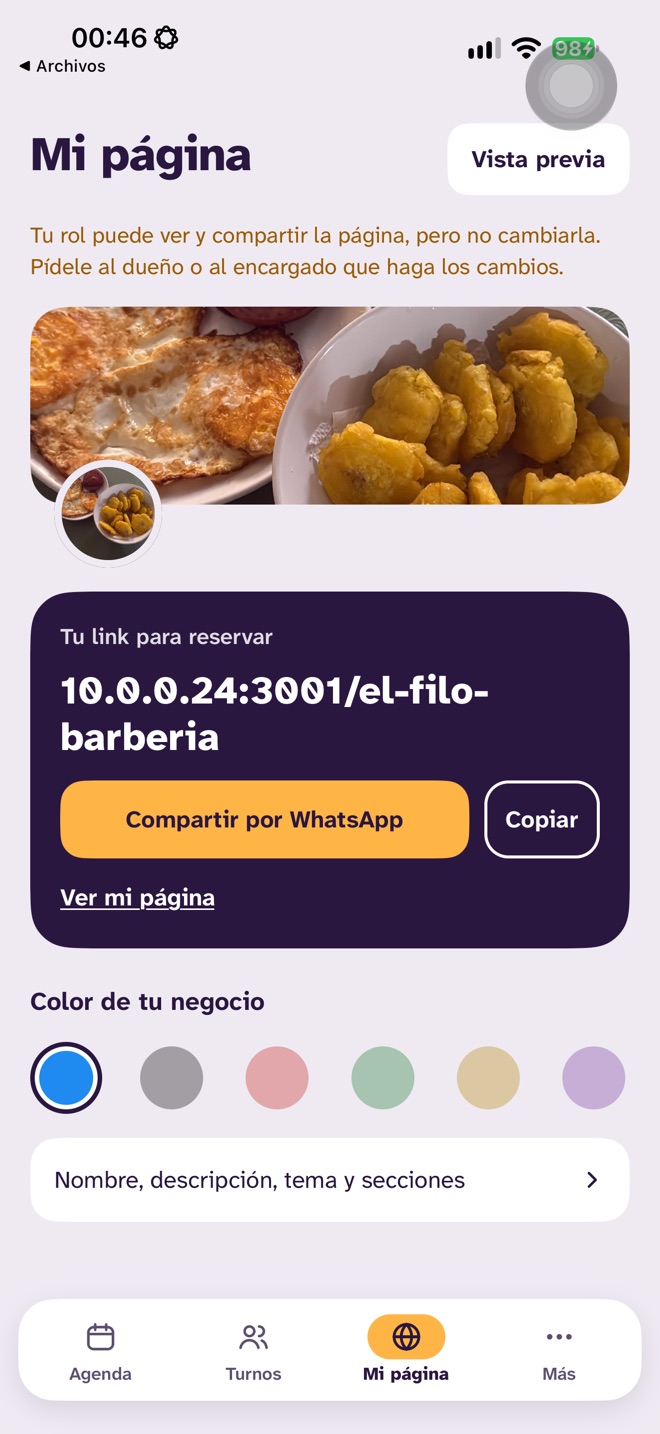 00:46
◀ Archivos
98
Mi página
Vista previa
Tu rol puede ver y compartir la página, pero no cambiarla.
Pídele al dueño o al encargado que haga los cambios.
Tu link para reservar
10.0.0.24:3001/el-filo-
barberia
Compartir por WhatsApp
Copiar
Ver mi página
Color de tu negocio
Nombre, descripción, tema y secciones
Agenda
Turnos
Mi página
Más